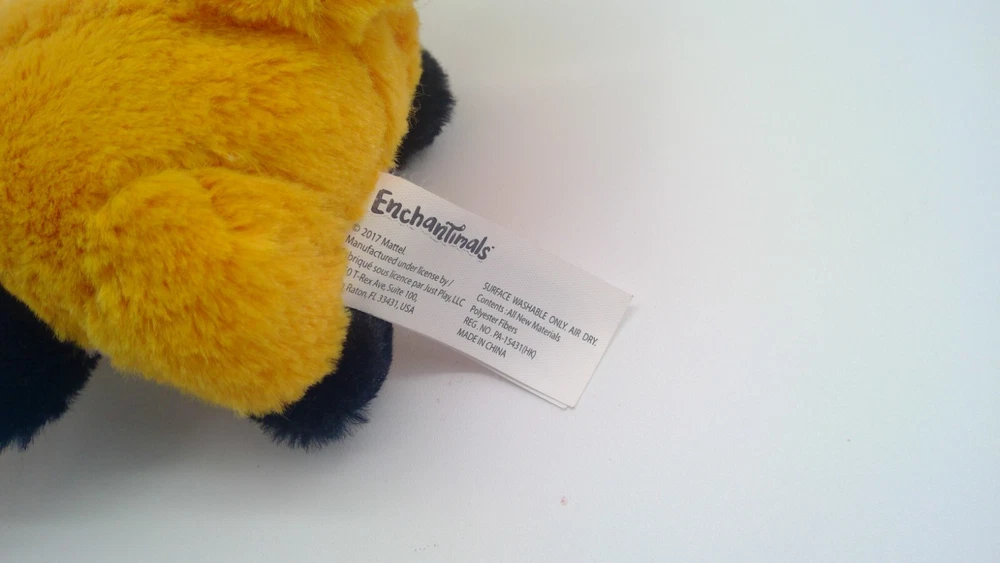 Enchantimals
© 2017 Mattel.
Manufactured under license by /
briqué sous licence par Just Play, LLC
0 T-Rex Ave, Suite 100,
Raton, FL 33431, USA
SURFACE WASHABLE ONLY. AIR DRY.
Contents : All New Materials
Polyester Fibers
REG. NO. PA-15431(HK)
MADE IN CHINA